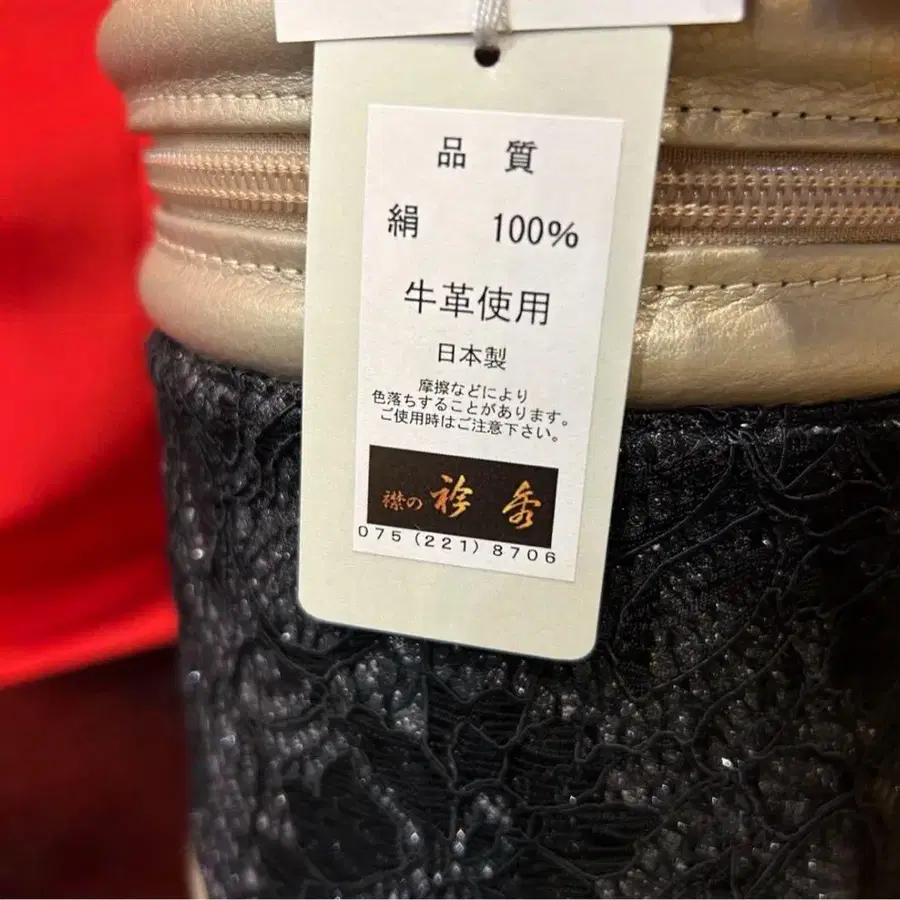 品 質
絹 100%
牛革使用
日本製
摩擦などにより
色落ちすることがあります。
ご使用時はご注意下さい。
襟の 衿秀
075（221）8706